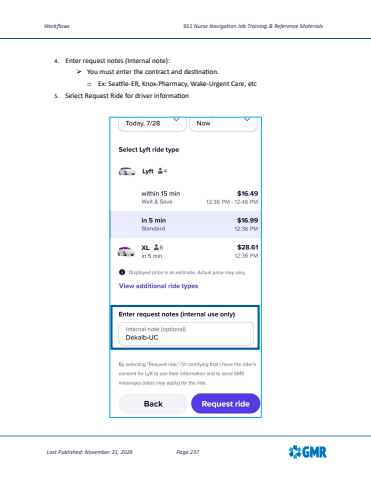 Workflows
911 Nurse Navigation Job Training & Reference Materials
4. Enter request notes (Internal note):
➢ You must enter the contract and destination.
o Ex: Seattle-ER, Knox-Pharmacy, Wake-Urgent Care, etc
5. Select Request Ride for driver information
Today, 7/28
Now
Select Lyft ride type
Lyft 4
within 15 min $16.49
Wait & Save 12:36 PM - 12:46 PM
in 5 min $16.99
Standard 12:36 PM
XL 6 $28.61
in 5 min 12:36 PM
Displayed price is an estimate. Actual price may vary.
View additional ride types
Enter request notes (internal use only)
Internal note (optional)
Dekalb-UC
By selecting "Request ride," I'm certifying that I have the rider's
consent for Lyft to use their information and to send SMS
messages (rates may apply) for the ride.
Back
Request ride
Last Published: November 21, 2026
Page 237
GMR